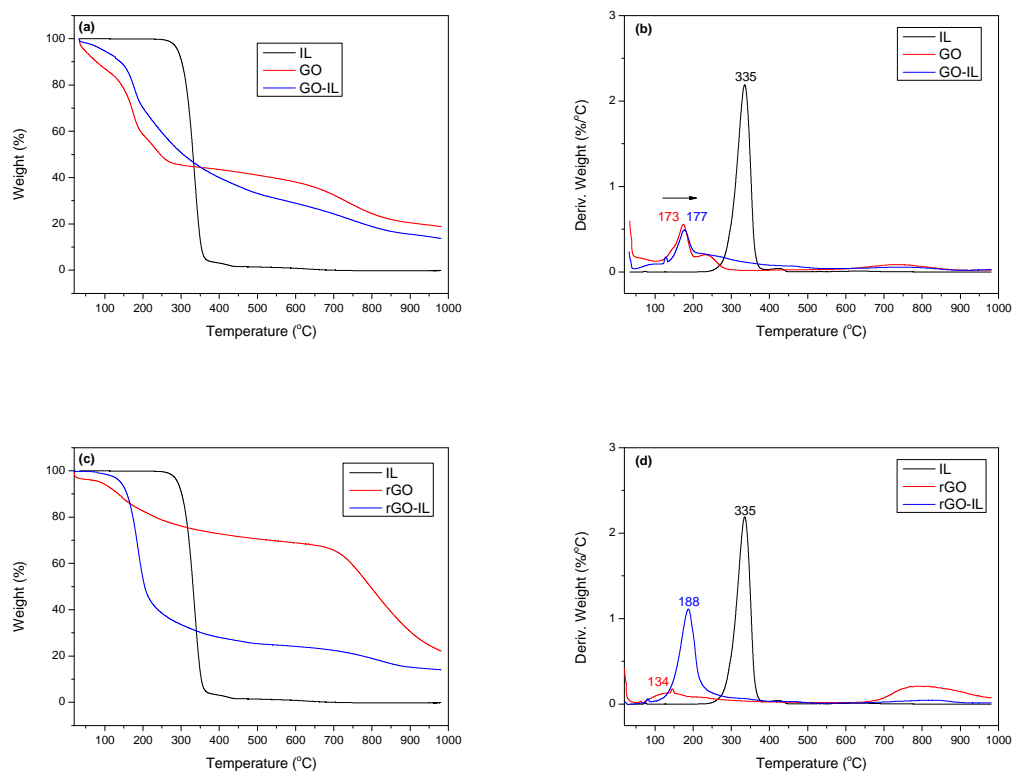 (a)
IL
GO
GO-IL
100
80
60
40
20
0
Weight (%)
100 200 300 400 500 600 700 800 900 1000
Temperature (°C)
(b)
IL
GO
GO-IL
335
173 177
3
2
1
0
Deriv. Weight (%/°C)
100 200 300 400 500 600 700 800 900 1000
Temperature (°C)
(c)
IL
rGO
rGO-IL
100
80
60
40
20
0
Weight (%)
100 200 300 400 500 600 700 800 900 1000
Temperature (°C)
(d)
IL
rGO
rGO-IL
335
188
134
3
2
1
0
Deriv. Weight (%/°C)
100 200 300 400 500 600 700 800 900 1000
Temperature (°C)